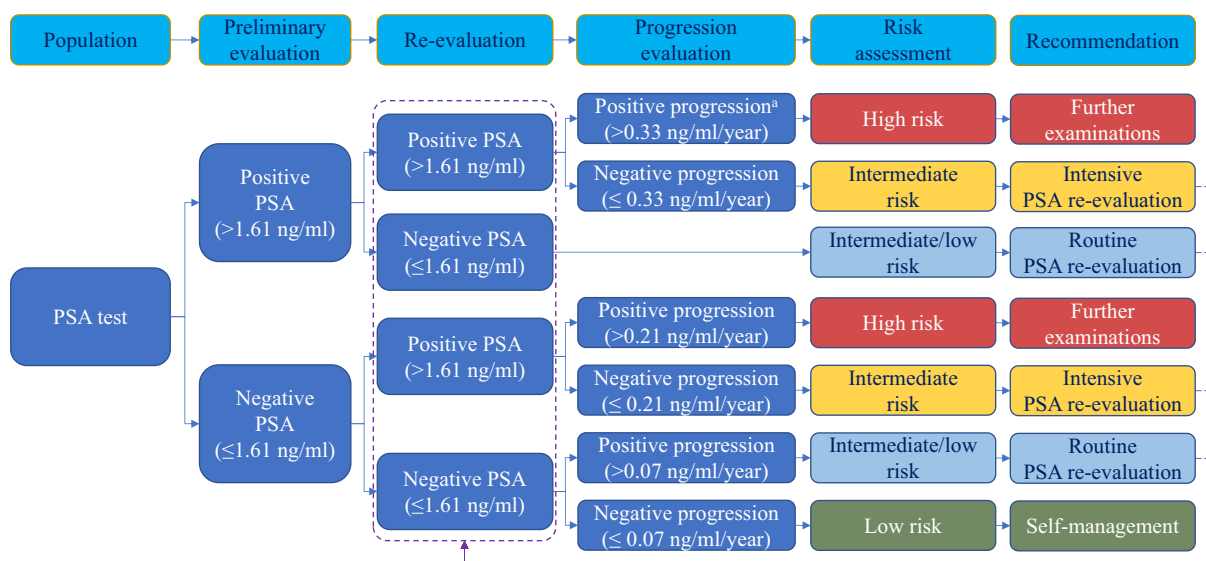 Population
Preliminary
evaluation
Re-evaluation
Progression
evaluation
Risk
assessment
Recommendation
PSA test
Positive
PSA
(>1.61 ng/ml)
Negative
PSA
(≤1.61 ng/ml)
Positive PSA
(>1.61 ng/ml)
Negative PSA
(≤1.61 ng/ml)
Positive PSA
(>1.61 ng/ml)
Negative PSA
(≤1.61 ng/ml)
Positive progressionᵃ
(>0.33 ng/ml/year)
High risk
Further
examinations
Negative progression
(≤ 0.33 ng/ml/year)
Intermediate
risk
Intensive
PSA re-evaluation
Intermediate/low
risk
Routine
PSA re-evaluation
Positive progression
(>0.21 ng/ml/year)
High risk
Further
examinations
Negative progression
(≤ 0.21 ng/ml/year)
Intermediate
risk
Intensive
PSA re-evaluation
Positive progression
(>0.07 ng/ml/year)
Intermediate/low
risk
Routine
PSA re-evaluation
Negative progression
(≤ 0.07 ng/ml/year)
Low risk
Self-management